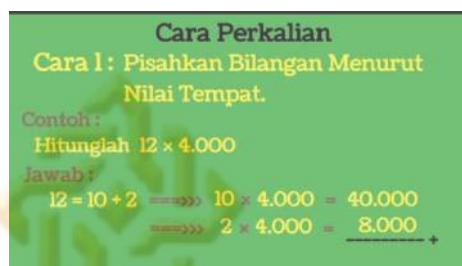 Cara Perkalian
Cara 1 : Pisahkan Bilangan Menurut
Nilai Tempat.
Contoh :
Hitunglah 12 × 4.000
Jawab :
12 = 10 + 2 ===>>> 10 × 4.000 = 40.000
===>>> 2 × 4.000 = 8.000
--------- +